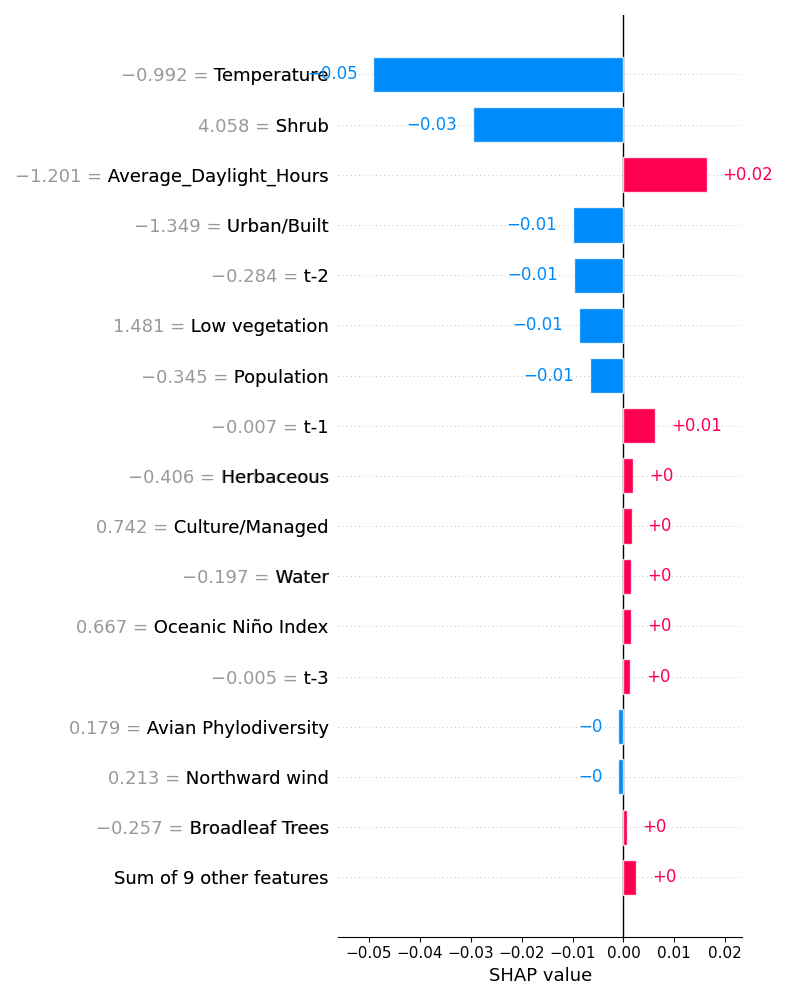 −0.992 = Temperature −0.05
4.058 = Shrub −0.03
−1.201 = Average_Daylight_Hours +0.02
−1.349 = Urban/Built −0.01
−0.284 = t-2 −0.01
1.481 = Low vegetation −0.01
−0.345 = Population −0.01
−0.007 = t-1 +0.01
−0.406 = Herbaceous +0
0.742 = Culture/Managed +0
−0.197 = Water +0
0.667 = Oceanic Niño Index +0
−0.005 = t-3 +0
0.179 = Avian Phylodiversity −0
0.213 = Northward wind −0
−0.257 = Broadleaf Trees +0
Sum of 9 other features +0
−0.05 −0.04 −0.03 −0.02 −0.01 0.00 0.01 0.02
SHAP value